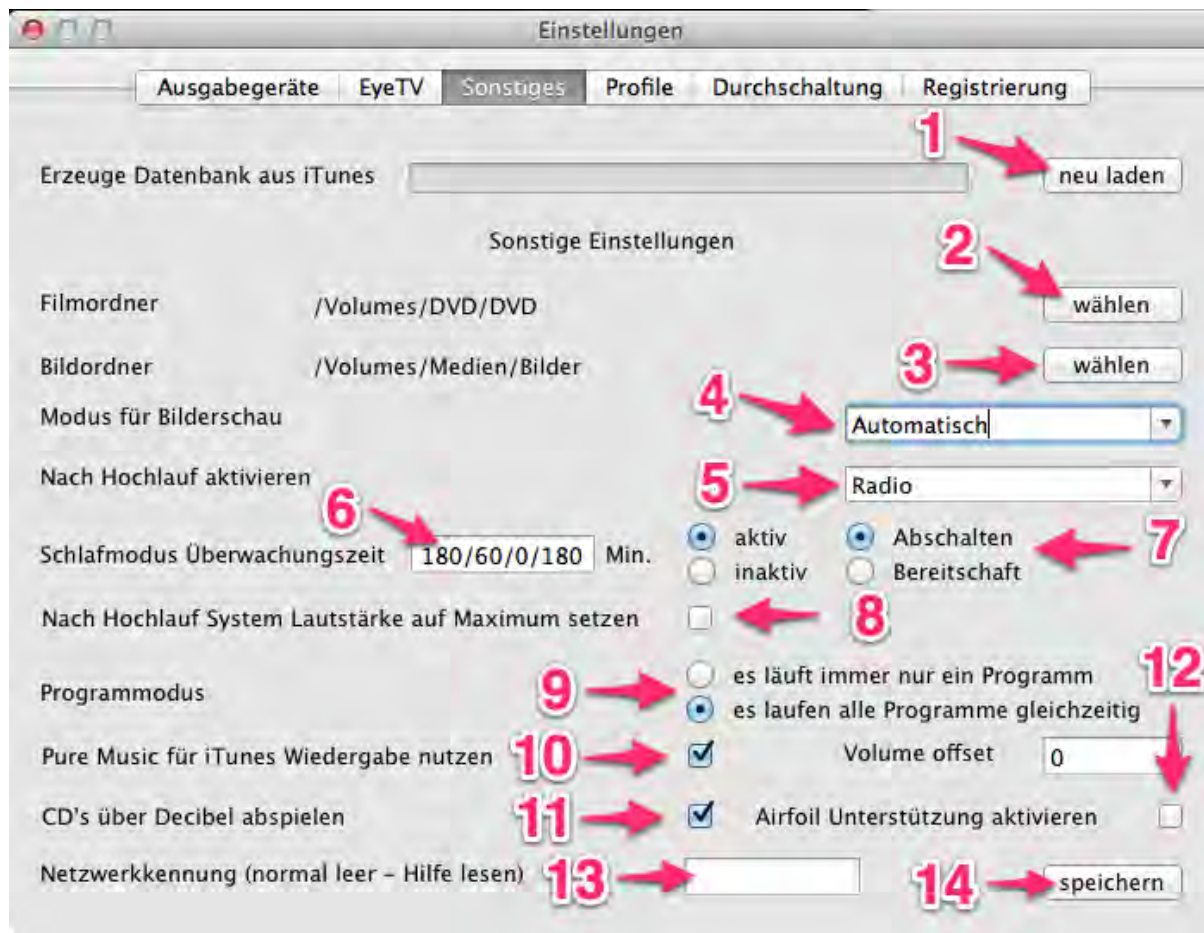 Einstellungen
Ausgabegeräte EyeTV Sonstiges Profile Durchschaltung Registrierung
1
Erzeuge Datenbank aus iTunes neu laden
Sonstige Einstellungen
2
Filmordner /Volumes/DVD/DVD wählen
Bildordner /Volumes/Medien/Bilder 3 wählen
Modus für Bilderschau 4 Automatisch
Nach Hochlauf aktivieren 5 Radio
6
Schlafmodus Überwachungszeit 180/60/0/180 Min. aktiv Abschalten 7
inaktiv Bereitschaft
Nach Hochlauf System Lautstärke auf Maximum setzen 8
Programmodus 9 es läuft immer nur ein Programm 12
es laufen alle Programme gleichzeitig
Pure Music für iTunes Wiedergabe nutzen 10 Volume offset 0
CD's über Decibel abspielen 11 Airfoil Unterstützung aktivieren
Netzwerkkennung (normal leer – Hilfe lesen) 13 14 speichern